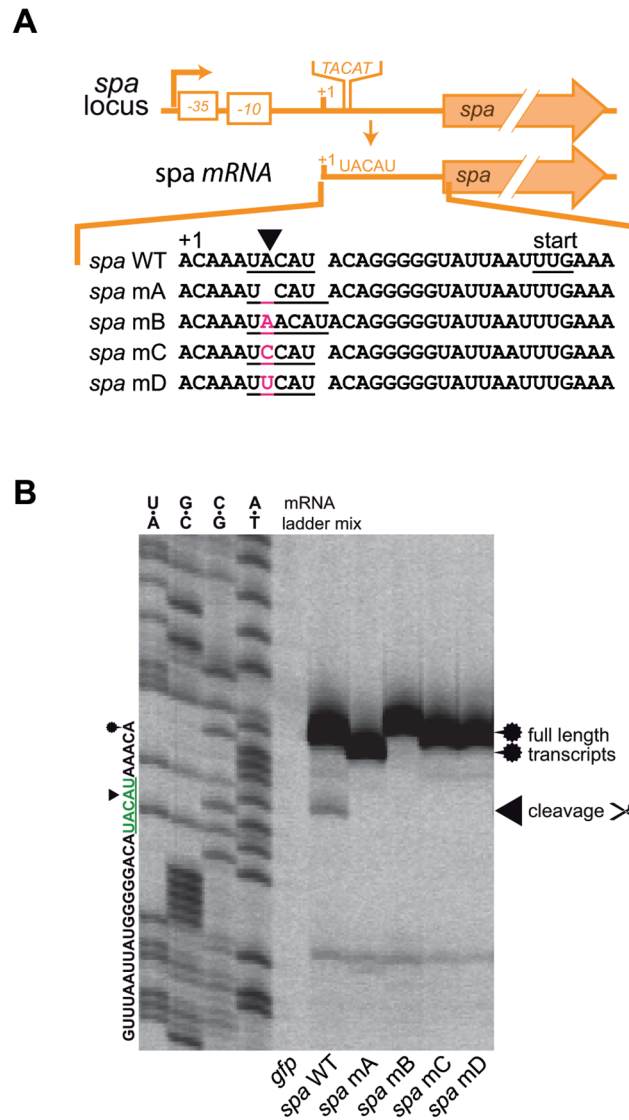 A
TACAT
spa
locus
-35
-10
+1
spa
spa mRNA
+1
UACAU
spa
+1
start
spa WT ACAAAUACAU ACAGGGGGUAUUAAUUUGAAA
spa mA ACAAAU CAU ACAGGGGGUAUUAAUUUGAAA
spa mB ACAAAUAACAUACAGGGGGUAUUAAUUUGAAA
spa mC ACAAAUCCAU ACAGGGGGUAUUAAUUUGAAA
spa mD ACAAAUUCAU ACAGGGGGUAUUAAUUUGAAA
B
U G C A mRNA
A C G T ladder mix
GUUUAAUUAUGGGGGACAUACAUAAACA
full length
transcripts
cleavage
gfp
spa WT
spa mA
spa mB
spa mC
spa mD